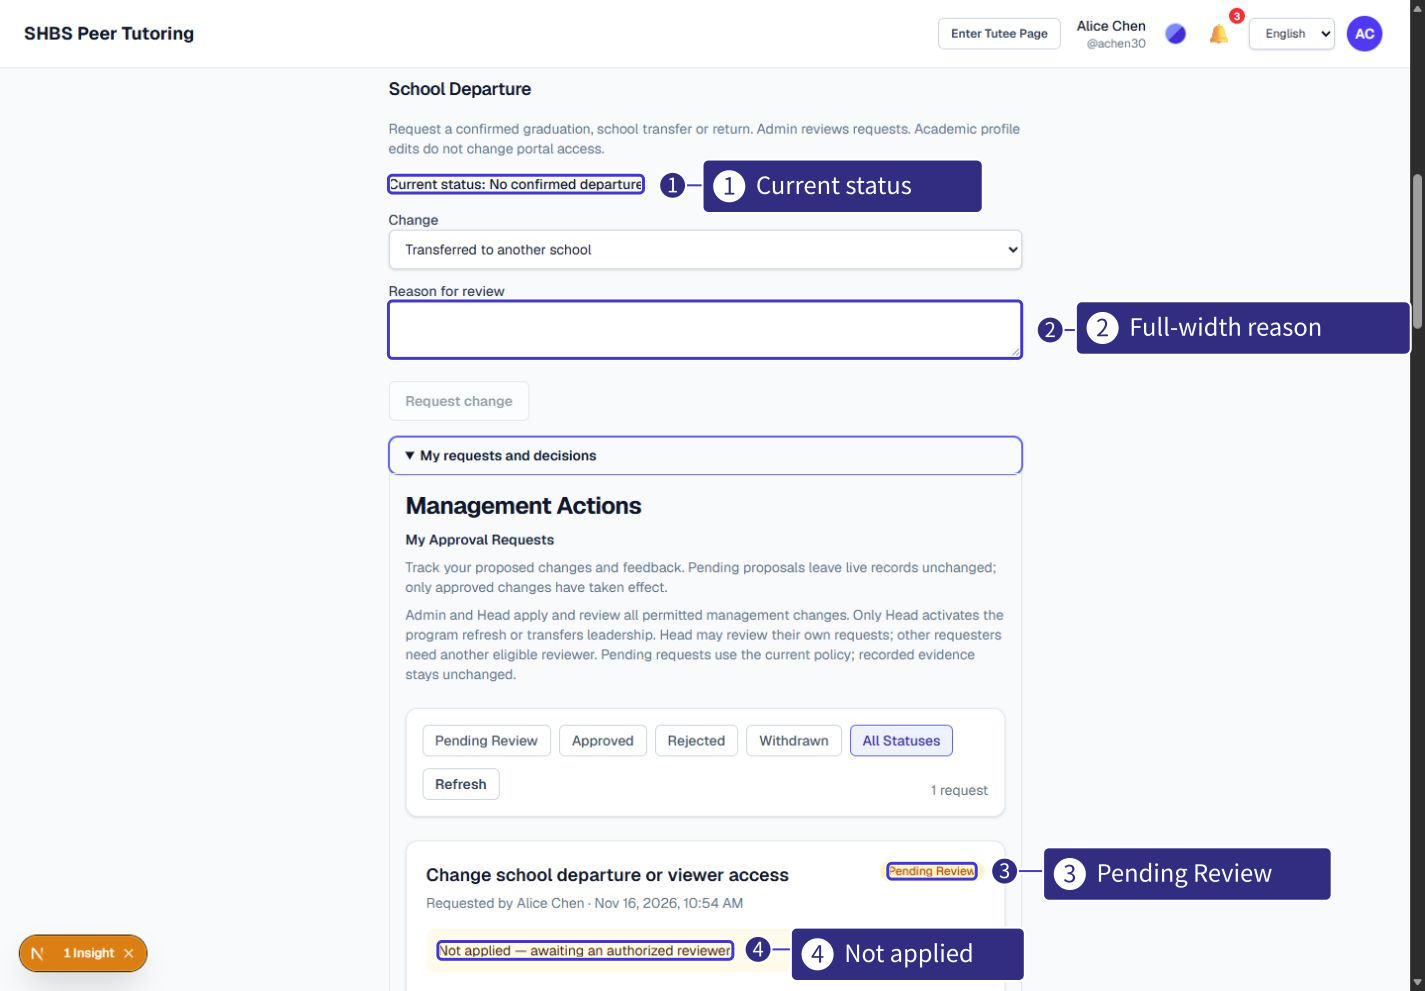 SHBS Peer Tutoring
Enter Tutee Page
Alice Chen
@achen30
3
English
AC
School Departure
Request a confirmed graduation, school transfer or return. Admin reviews requests. Academic profile
edits do not change portal access.
Current status: No confirmed departure
1
1 Current status
Change
Transferred to another school
Reason for review
2
2 Full-width reason
Request change
▼ My requests and decisions
Management Actions
My Approval Requests
Track your proposed changes and feedback. Pending proposals leave live records unchanged;
only approved changes have taken effect.
Admin and Head apply and review all permitted management changes. Only Head activates the
program refresh or transfers leadership. Head may review their own requests; other requesters
need another eligible reviewer. Pending requests use the current policy; recorded evidence
stays unchanged.
Pending Review
Approved
Rejected
Withdrawn
All Statuses
Refresh
1 request
Change school departure or viewer access
Pending Review
3
3 Pending Review
Requested by Alice Chen · Nov 16, 2026, 10:54 AM
Not applied — awaiting an authorized reviewer
4
4 Not applied
N 1 Insight ×